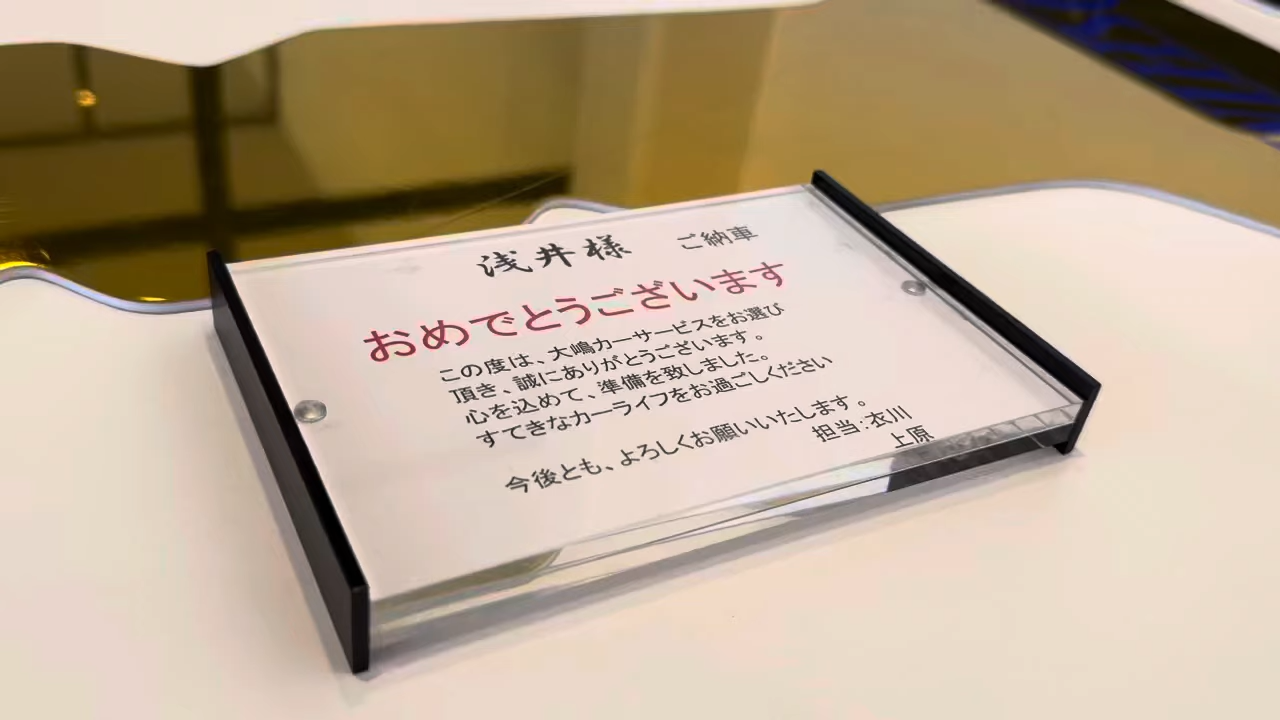 浅井様 ご納車
おめでとうございます
この度は、大嶋カーサービスをお選び
頂き、誠にありがとうございます。
心を込めて、準備を致しました。
すてきなカーライフをお過ごしください
今後とも、よろしくお願いいたします。
担当:衣川
上原